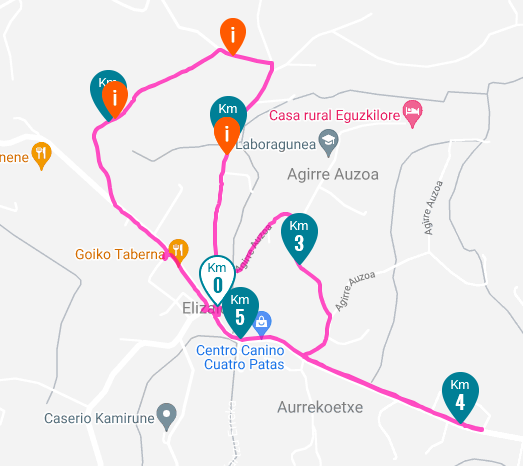 i
Km
i
Km
i
Casa rural Eguzkilore
Laboragunea
nene
Agirre Auzoa
Agirre Auzoa
Goiko Taberna
Agirre Auzoa
Km
3
Km
0
Agirre Auzoa
Km
5
Eliza
Centro Canino
Cuatro Patas
Km
4
Aurrekoetxe
Caserio Kamirune